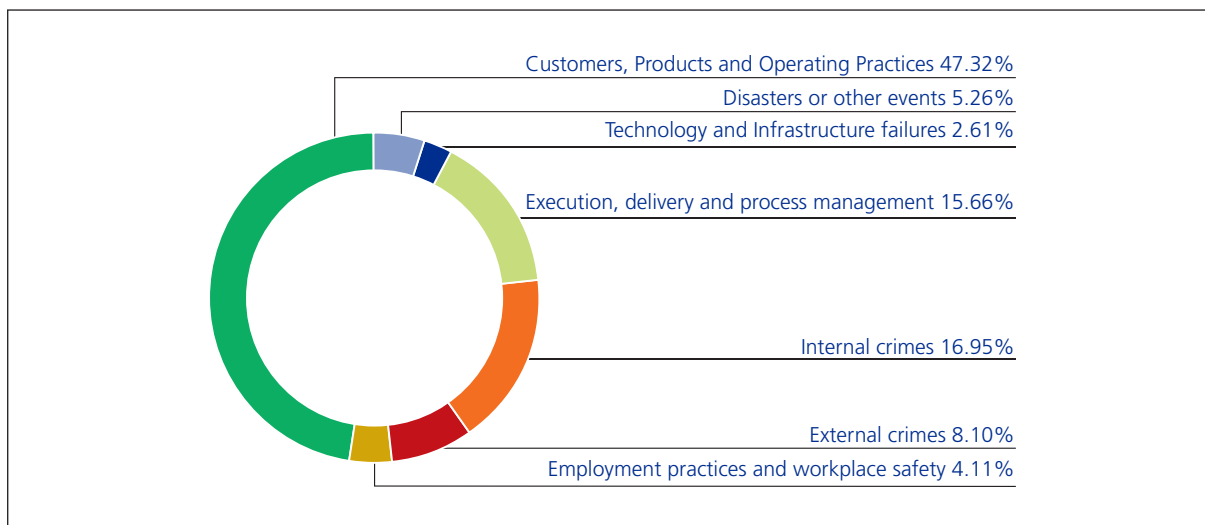 Customers, Products and Operating Practices 47.32%
Disasters or other events 5.26%
Technology and Infrastructure failures 2.61%
Execution, delivery and process management 15.66%
Internal crimes 16.95%
External crimes 8.10%
Employment practices and workplace safety 4.11%